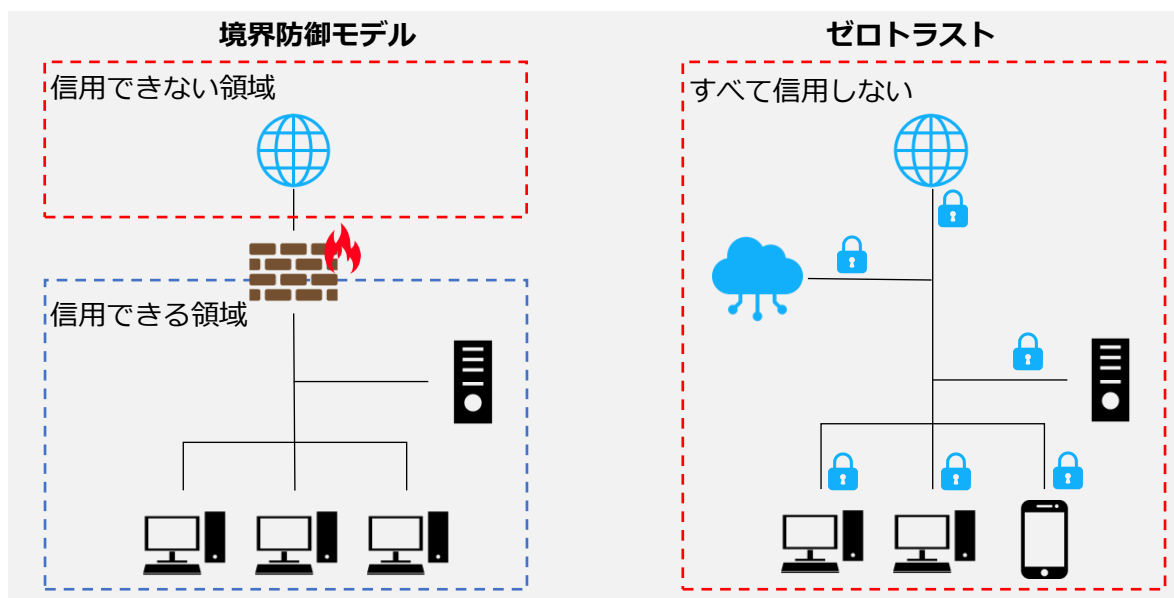 境界防御モデル
信用できない領域
信用できる領域
ゼロトラスト
すべて信用しない